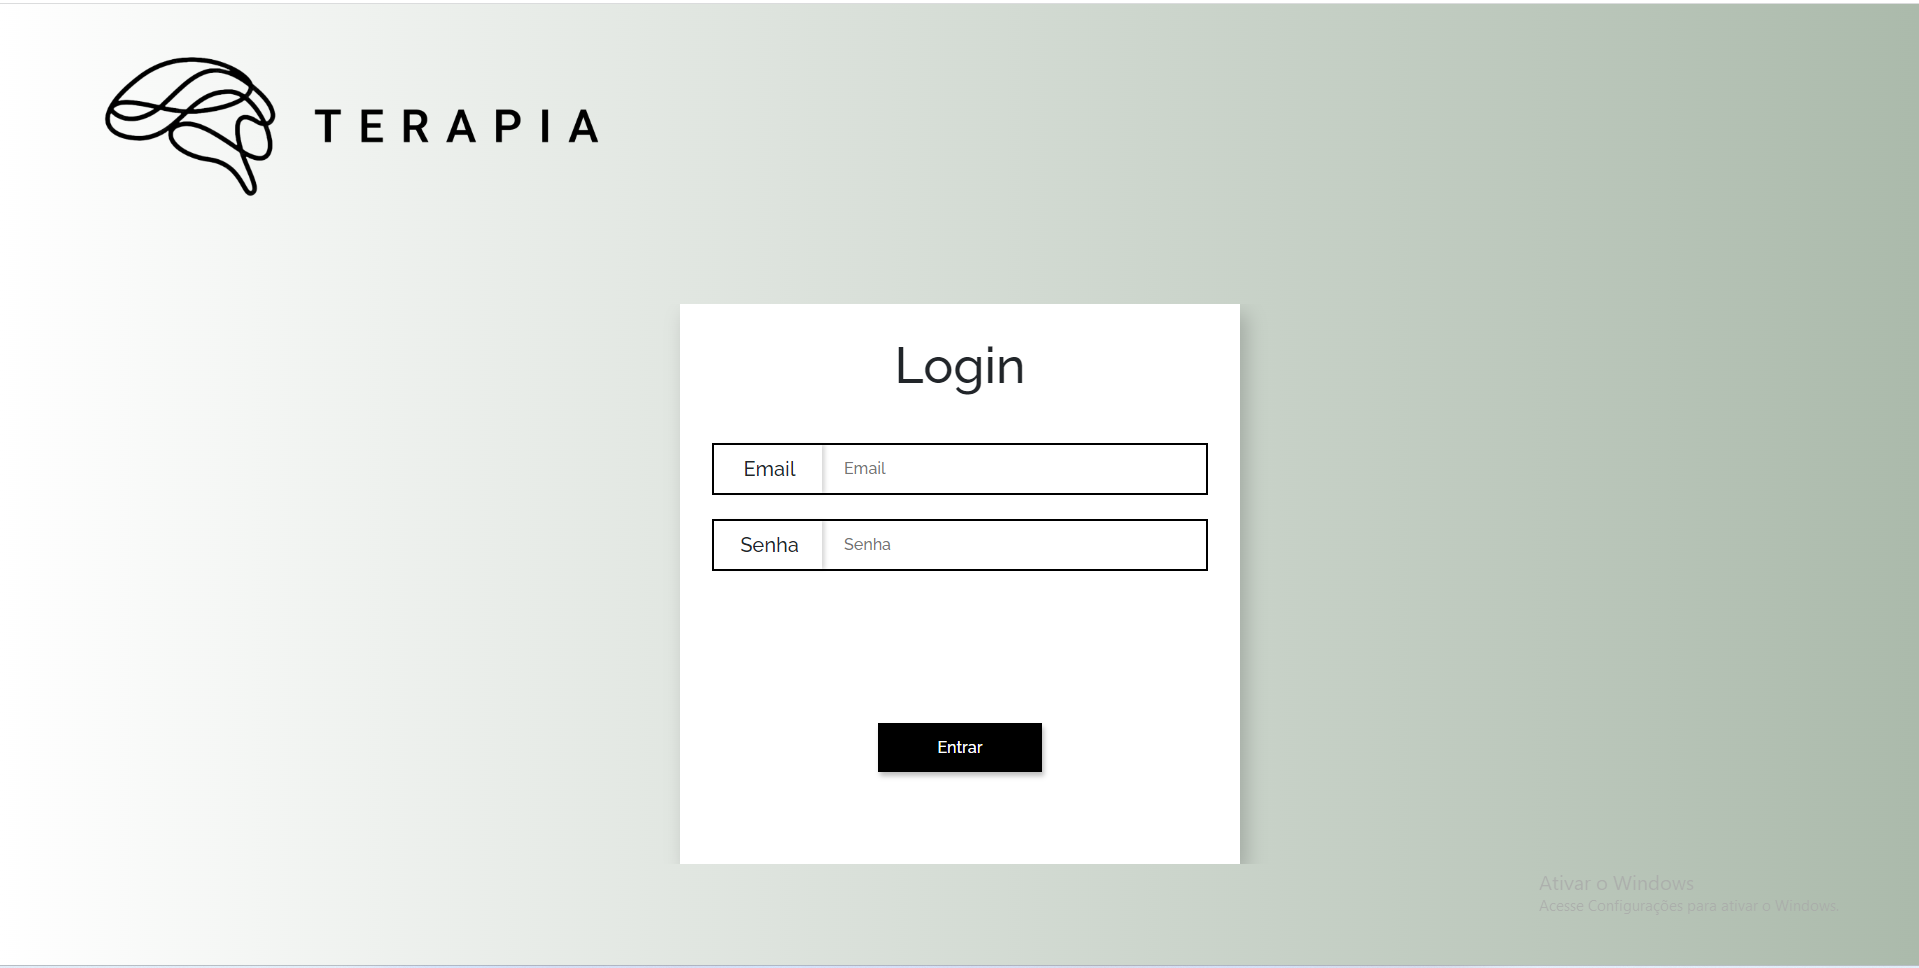 TERAPIA
Login
Email Email
Senha Senha
Entrar
Ativar o Windows
Acesse Configurações para ativar o Windows.